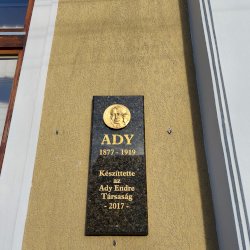 ADY
1877 - 1919
Készíttette
az
Ady Endre
Társaság
- 2017 -